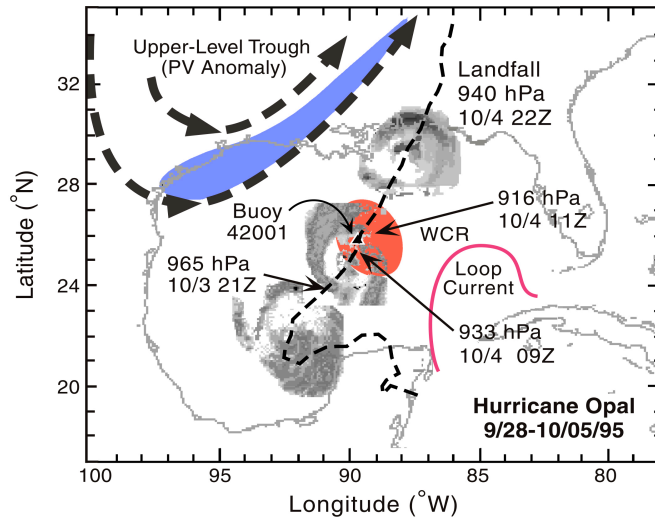 Upper-Level Trough
(PV Anomaly)
Landfall
940 hPa
10/4 22Z
Buoy
42001
916 hPa
10/4 11Z
WCR
965 hPa
10/3 21Z
Loop
Current
933 hPa
10/4 09Z
Hurricane Opal
9/28-10/05/95
Latitude (°N)
32
28
24
20
100
95
90
85
80
Longitude (°W)